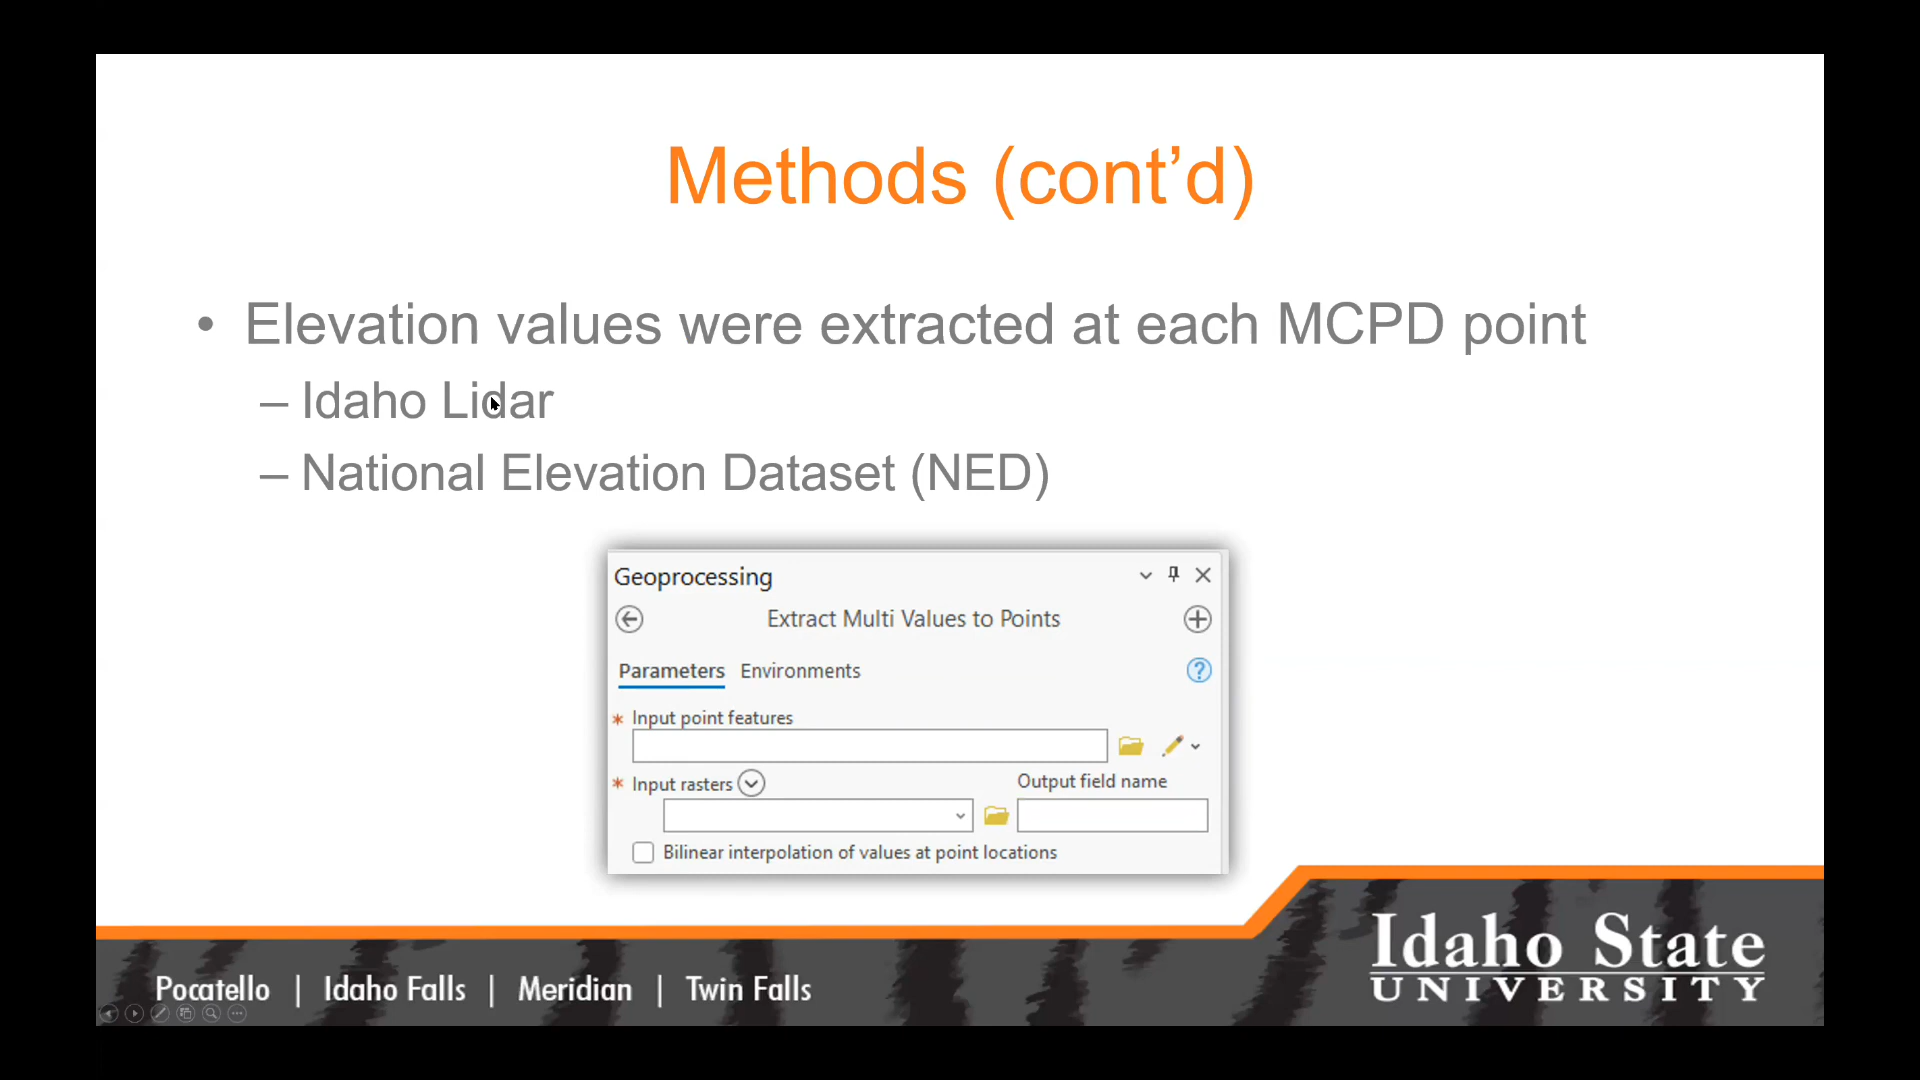 Methods (cont’d)
• Elevation values were extracted at each MCPD point
– Idaho Lidar
– National Elevation Dataset (NED)
Geoprocessing
Extract Multi Values to Points
Parameters Environments
* Input point features
* Input rasters Output field name
Bilinear interpolation of values at point locations
Idaho State
UNIVERSITY
Pocatello | Idaho Falls | Meridian | Twin Falls